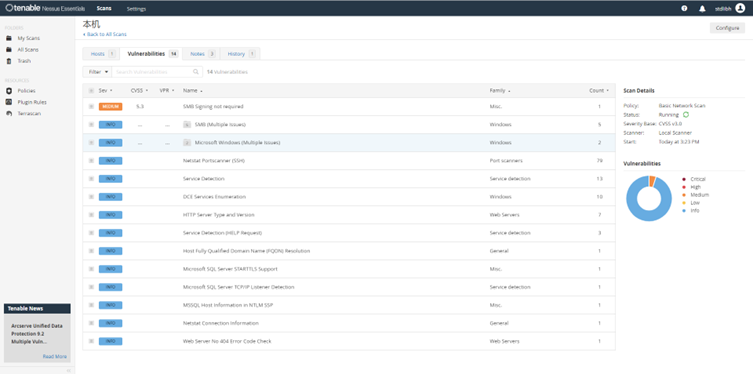 tenable Nessus Essentials Scans Settings
FOLDERS
My Scans
All Scans
Trash
RESOURCES
Policies
Plugin Rules
Terrascan
Tenable News
Arcserve Unified Data
Protection 9.2
Multiple Vuln...
Read More
本机
< Back to All Scans
Configure
Hosts 1 Vulnerabilities 14 Notes 3 History 1
Filter Search Vulnerabilities 14 Vulnerabilities
Sev CVSS VPR Name Family Count
MEDIUM 5.3 SMB Signing not required Misc. 1
INFO ... ... SMB (Multiple Issues) Windows 5
INFO ... ... Microsoft Windows (Multiple Issues) Windows 2
INFO Netstat Portscanner (SSH) Port scanners 79
INFO Service Detection Service detection 13
INFO DCE Services Enumeration Windows 10
INFO HTTP Server Type and Version Web Servers 7
INFO Service Detection (HELP Request) Service detection 3
INFO Host Fully Qualified Domain Name (FQDN) Resolution General 1
INFO Microsoft SQL Server STARTTLS Support Misc. 1
INFO Microsoft SQL Server TCP/IP Listener Detection Service detection 1
INFO MSSQL Host Information in NTLM SSP Misc. 1
INFO Netstat Connection Information General 1
INFO Web Server No 404 Error Code Check Web Servers 1
Scan Details
Policy: Basic Network Scan
Status: Running
Severity Base: CVSS v3.0
Scanner: Local Scanner
Start: Today at 3:23 PM
Vulnerabilities
Critical
High
Medium
Low
Info